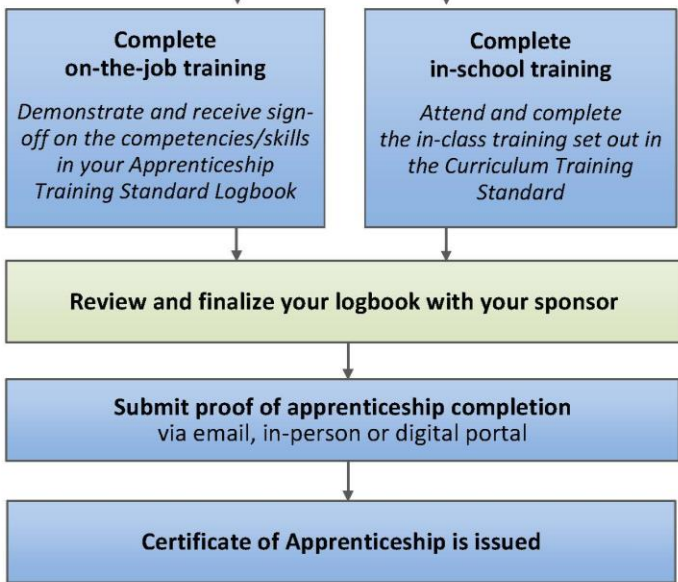 Complete
on-the-job training
Demonstrate and receive sign-
off on the competencies/skills
in your Apprenticeship
Training Standard Logbook
Complete
in-school training
Attend and complete
the in-class training set out in
the Curriculum Training
Standard
Review and finalize your logbook with your sponsor
Submit proof of apprenticeship completion
via email, in-person or digital portal
Certificate of Apprenticeship is issued